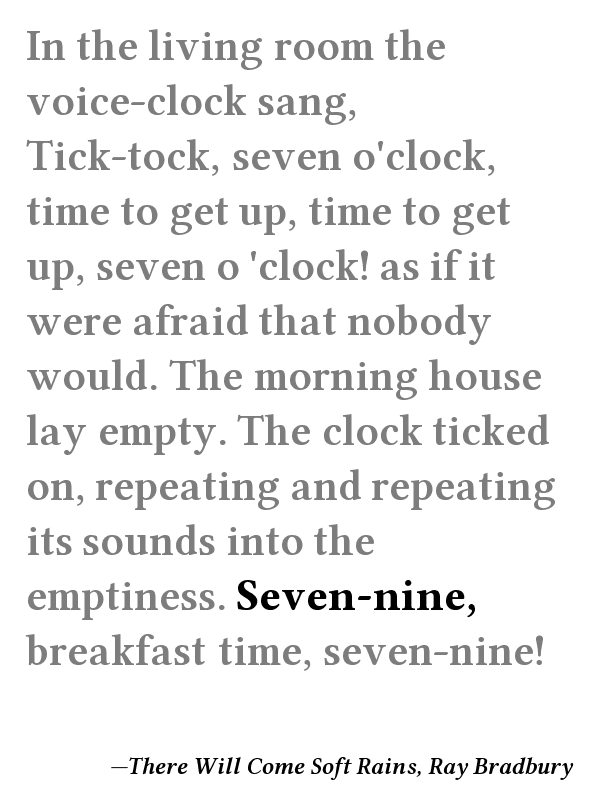 In the living room the
voice-clock sang,
Tick-tock, seven o'clock,
time to get up, time to get
up, seven o 'clock! as if it
were afraid that nobody
would. The morning house
lay empty. The clock ticked
on, repeating and repeating
its sounds into the
emptiness. Seven-nine,
breakfast time, seven-nine!
—There Will Come Soft Rains, Ray Bradbury